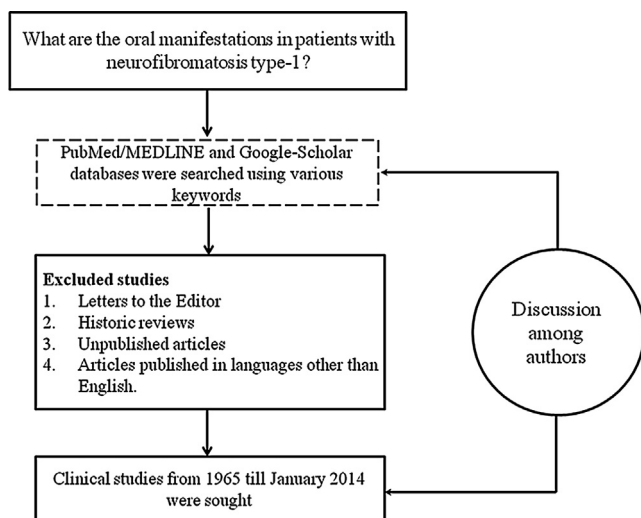 What are the oral manifestations in patients with
neurofibromatosis type-1?
PubMed/MEDLINE and Google-Scholar
databases were searched using various
keywords
Excluded studies
1. Letters to the Editor
2. Historic reviews
3. Unpublished articles
4. Articles published in languages other than
English.
Discussion
among
authors
Clinical studies from 1965 till January 2014
were sought